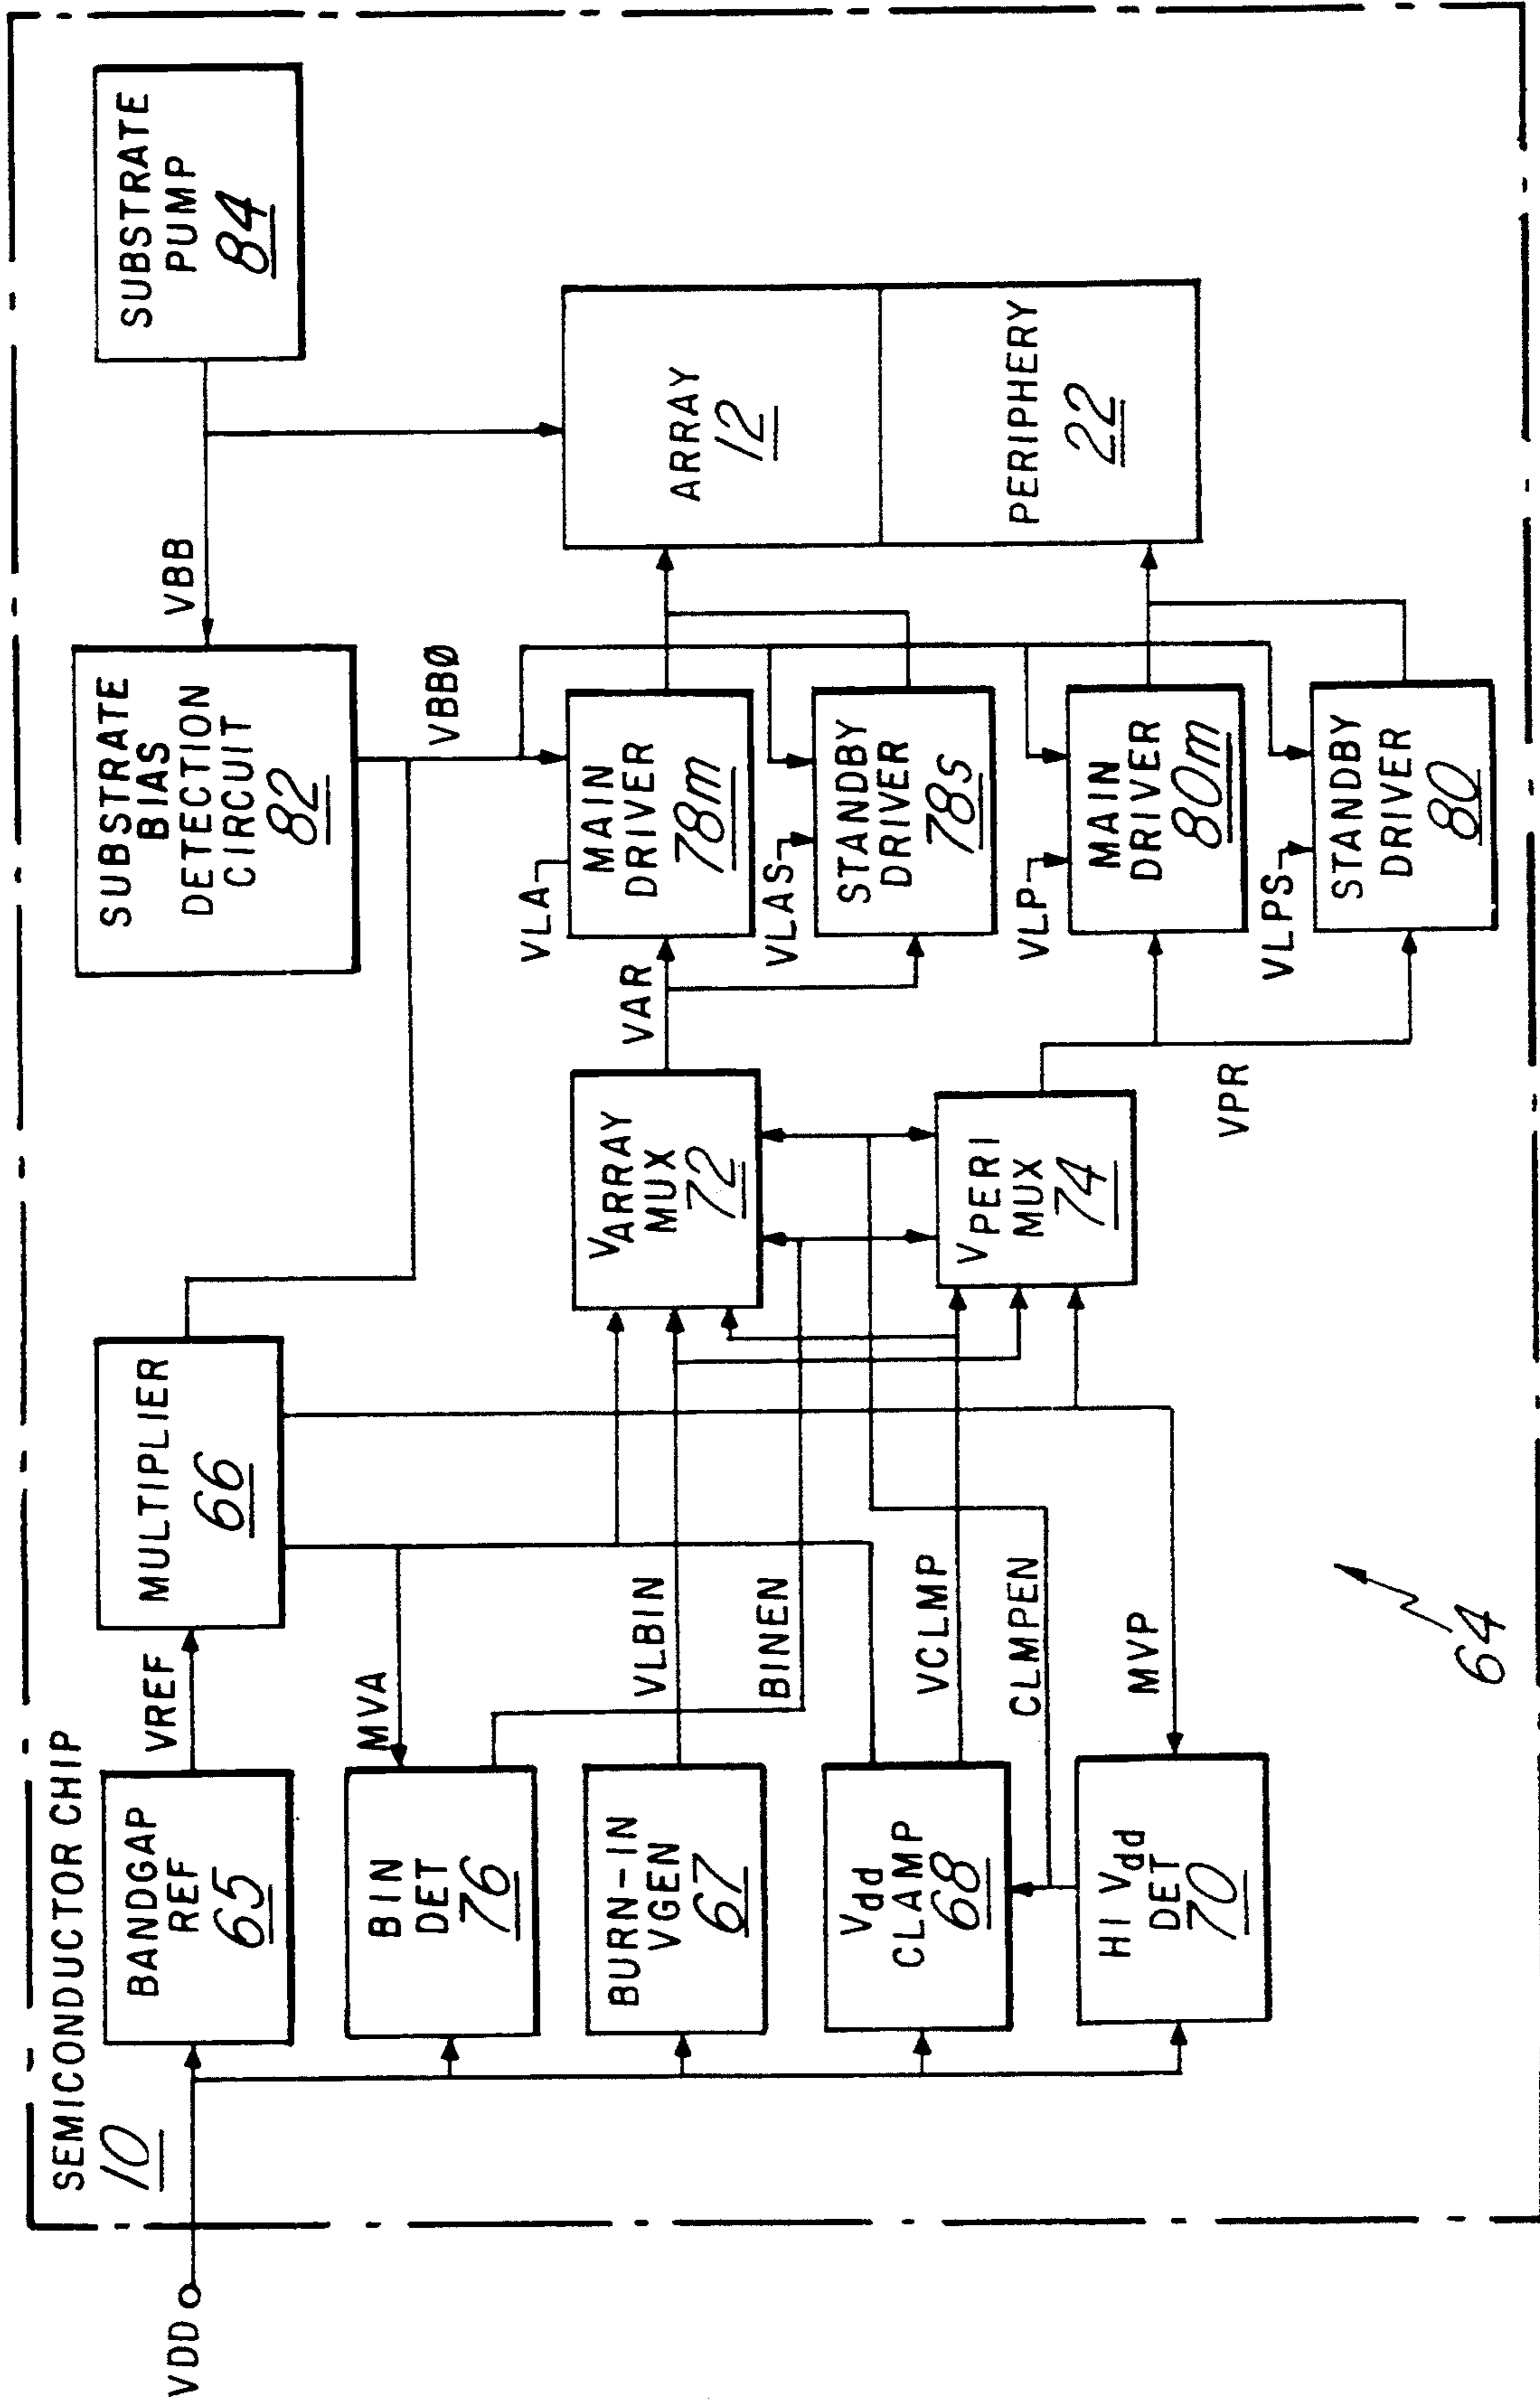 SEMICONDUCTOR CHIP
10
VDD
BANDGAP
REF
65
VREF
MULTIPLIER
66
SUBSTRATE
BIAS
DETECTION
CIRCUIT
82
VBB
SUBSTRATE
PUMP
84
VBBØ
BIN
DET
76
MVA
BURN-IN
VGEN
67
VLBIN
BINEN
Vdd
CLAMP
68
VCLMP
CLMPEN
HI Vdd
DET
70
MVP
VARRAY
MUX
72
VPERI
MUX
74
VAR
VPR
VLA
MAIN
DRIVER
78m
VLAS
STANDBY
DRIVER
78s
VLP
MAIN
DRIVER
80m
VLPS
STANDBY
DRIVER
80
ARRAY
12
PERIPHERY
22
64